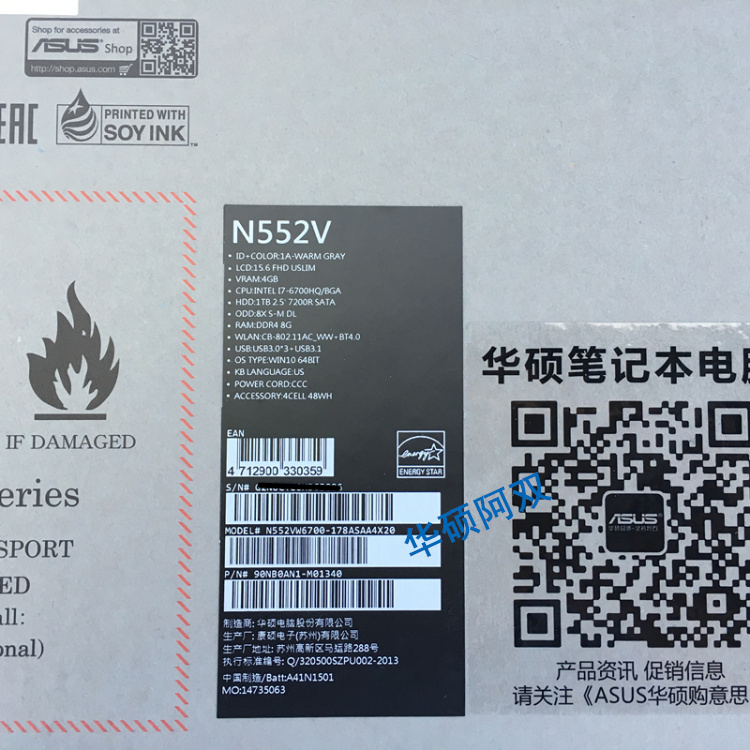 Shop for accessories at
ASUS Shop
http://shop.asus.com
EAC
PRINTED WITH
SOY INK
IF DAMAGED
eries
SPORT
ED
all:
onal)
N552V
• ID+COLOR:1A-WARM GRAY
• LCD:15.6 FHD USLIM
• VRAM:4GB
• CPU:INTEL I7-6700HQ/BGA
• HDD:1TB 2.5' 7200R SATA
• ODD:8X S-M DL
• RAM:DDR4 8G
• WLAN:CB-802.11AC_WW+BT4.0
• USB:USB3.0*3+USB3.1
• OS TYPE:WIN10 64BIT
• KB LANGUAGE:US
• POWER CORD:CCC
• ACCESSORY:4CELL 48WH
EAN
4 712900 330359
energy
ENERGY STAR
S/N#
MODEL# N552VW6700-178ASAA4X20
P/N# 90NB0AN1-M01340
制造商: 华硕电脑股份有限公司
生产厂: 康硕电子(苏州)有限公司
生产厂地址: 苏州高新区马运路288号
执行标准编号: Q/320500SZPU002-2013
中国制造/Batt:A41N1501
MO:14735063
华硕阿双
华硕笔记本电脑
ASUS
产品资讯 促销信息
请关注《ASUS华硕购意思